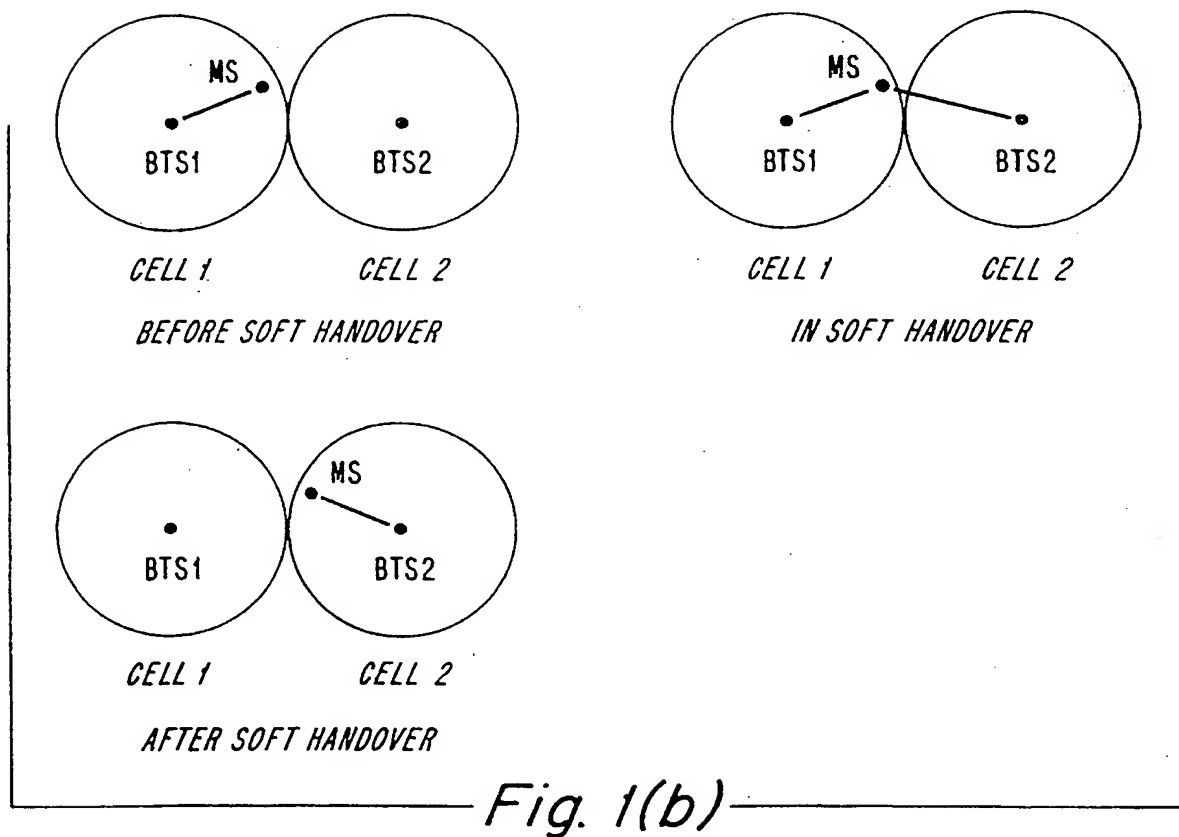 MS
BTS1
BTS2
CELL 1
CELL 2
BEFORE SOFT HANDOVER
MS
BTS1
BTS2
CELL 1
CELL 2
IN SOFT HANDOVER
MS
BTS1
BTS2
CELL 1
CELL 2
AFTER SOFT HANDOVER
Fig. 1(b)